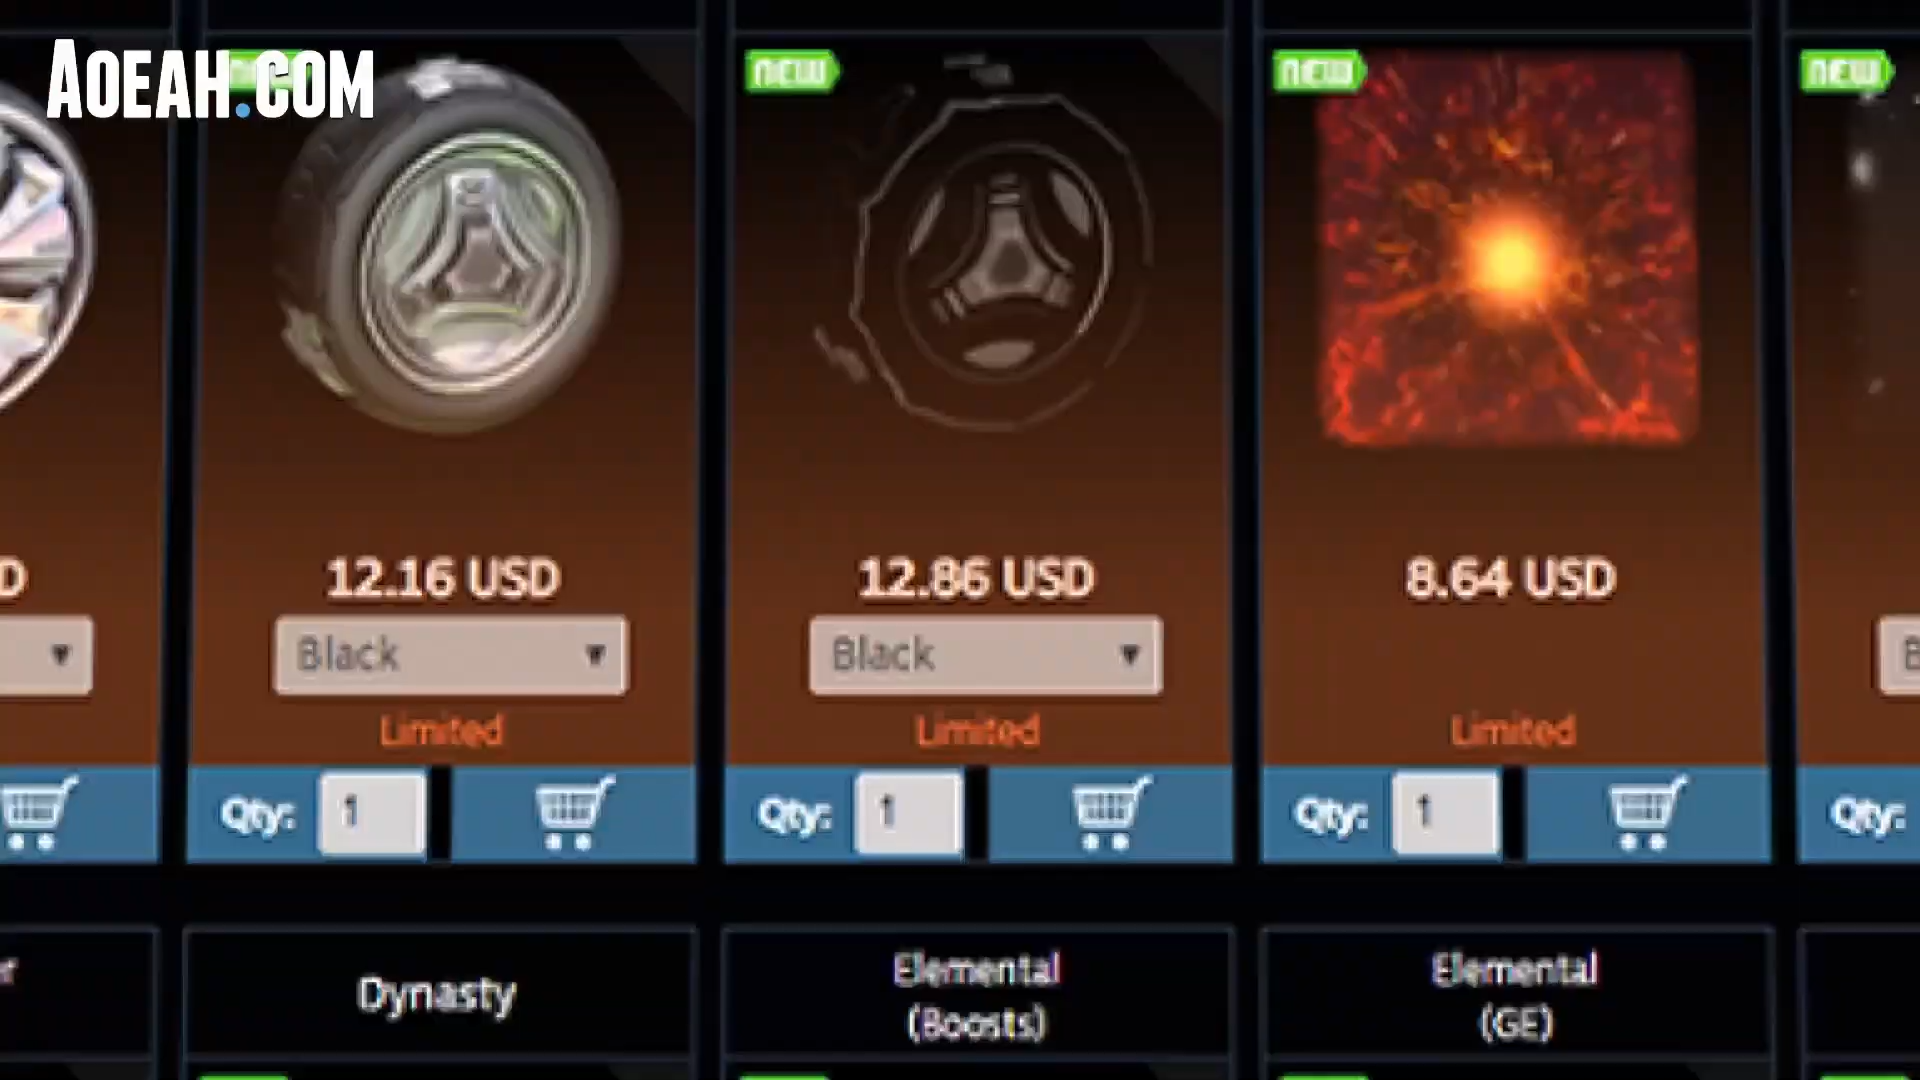 AOEAH.COM
NEW NEW NEW
12.16 USD 12.86 USD 8.64 USD
Black Black
Limited Limited Limited
Qty: 1 Qty: 1 Qty: 1 Qty:
Dynasty Elemental Elemental
(Boosts) (GE)